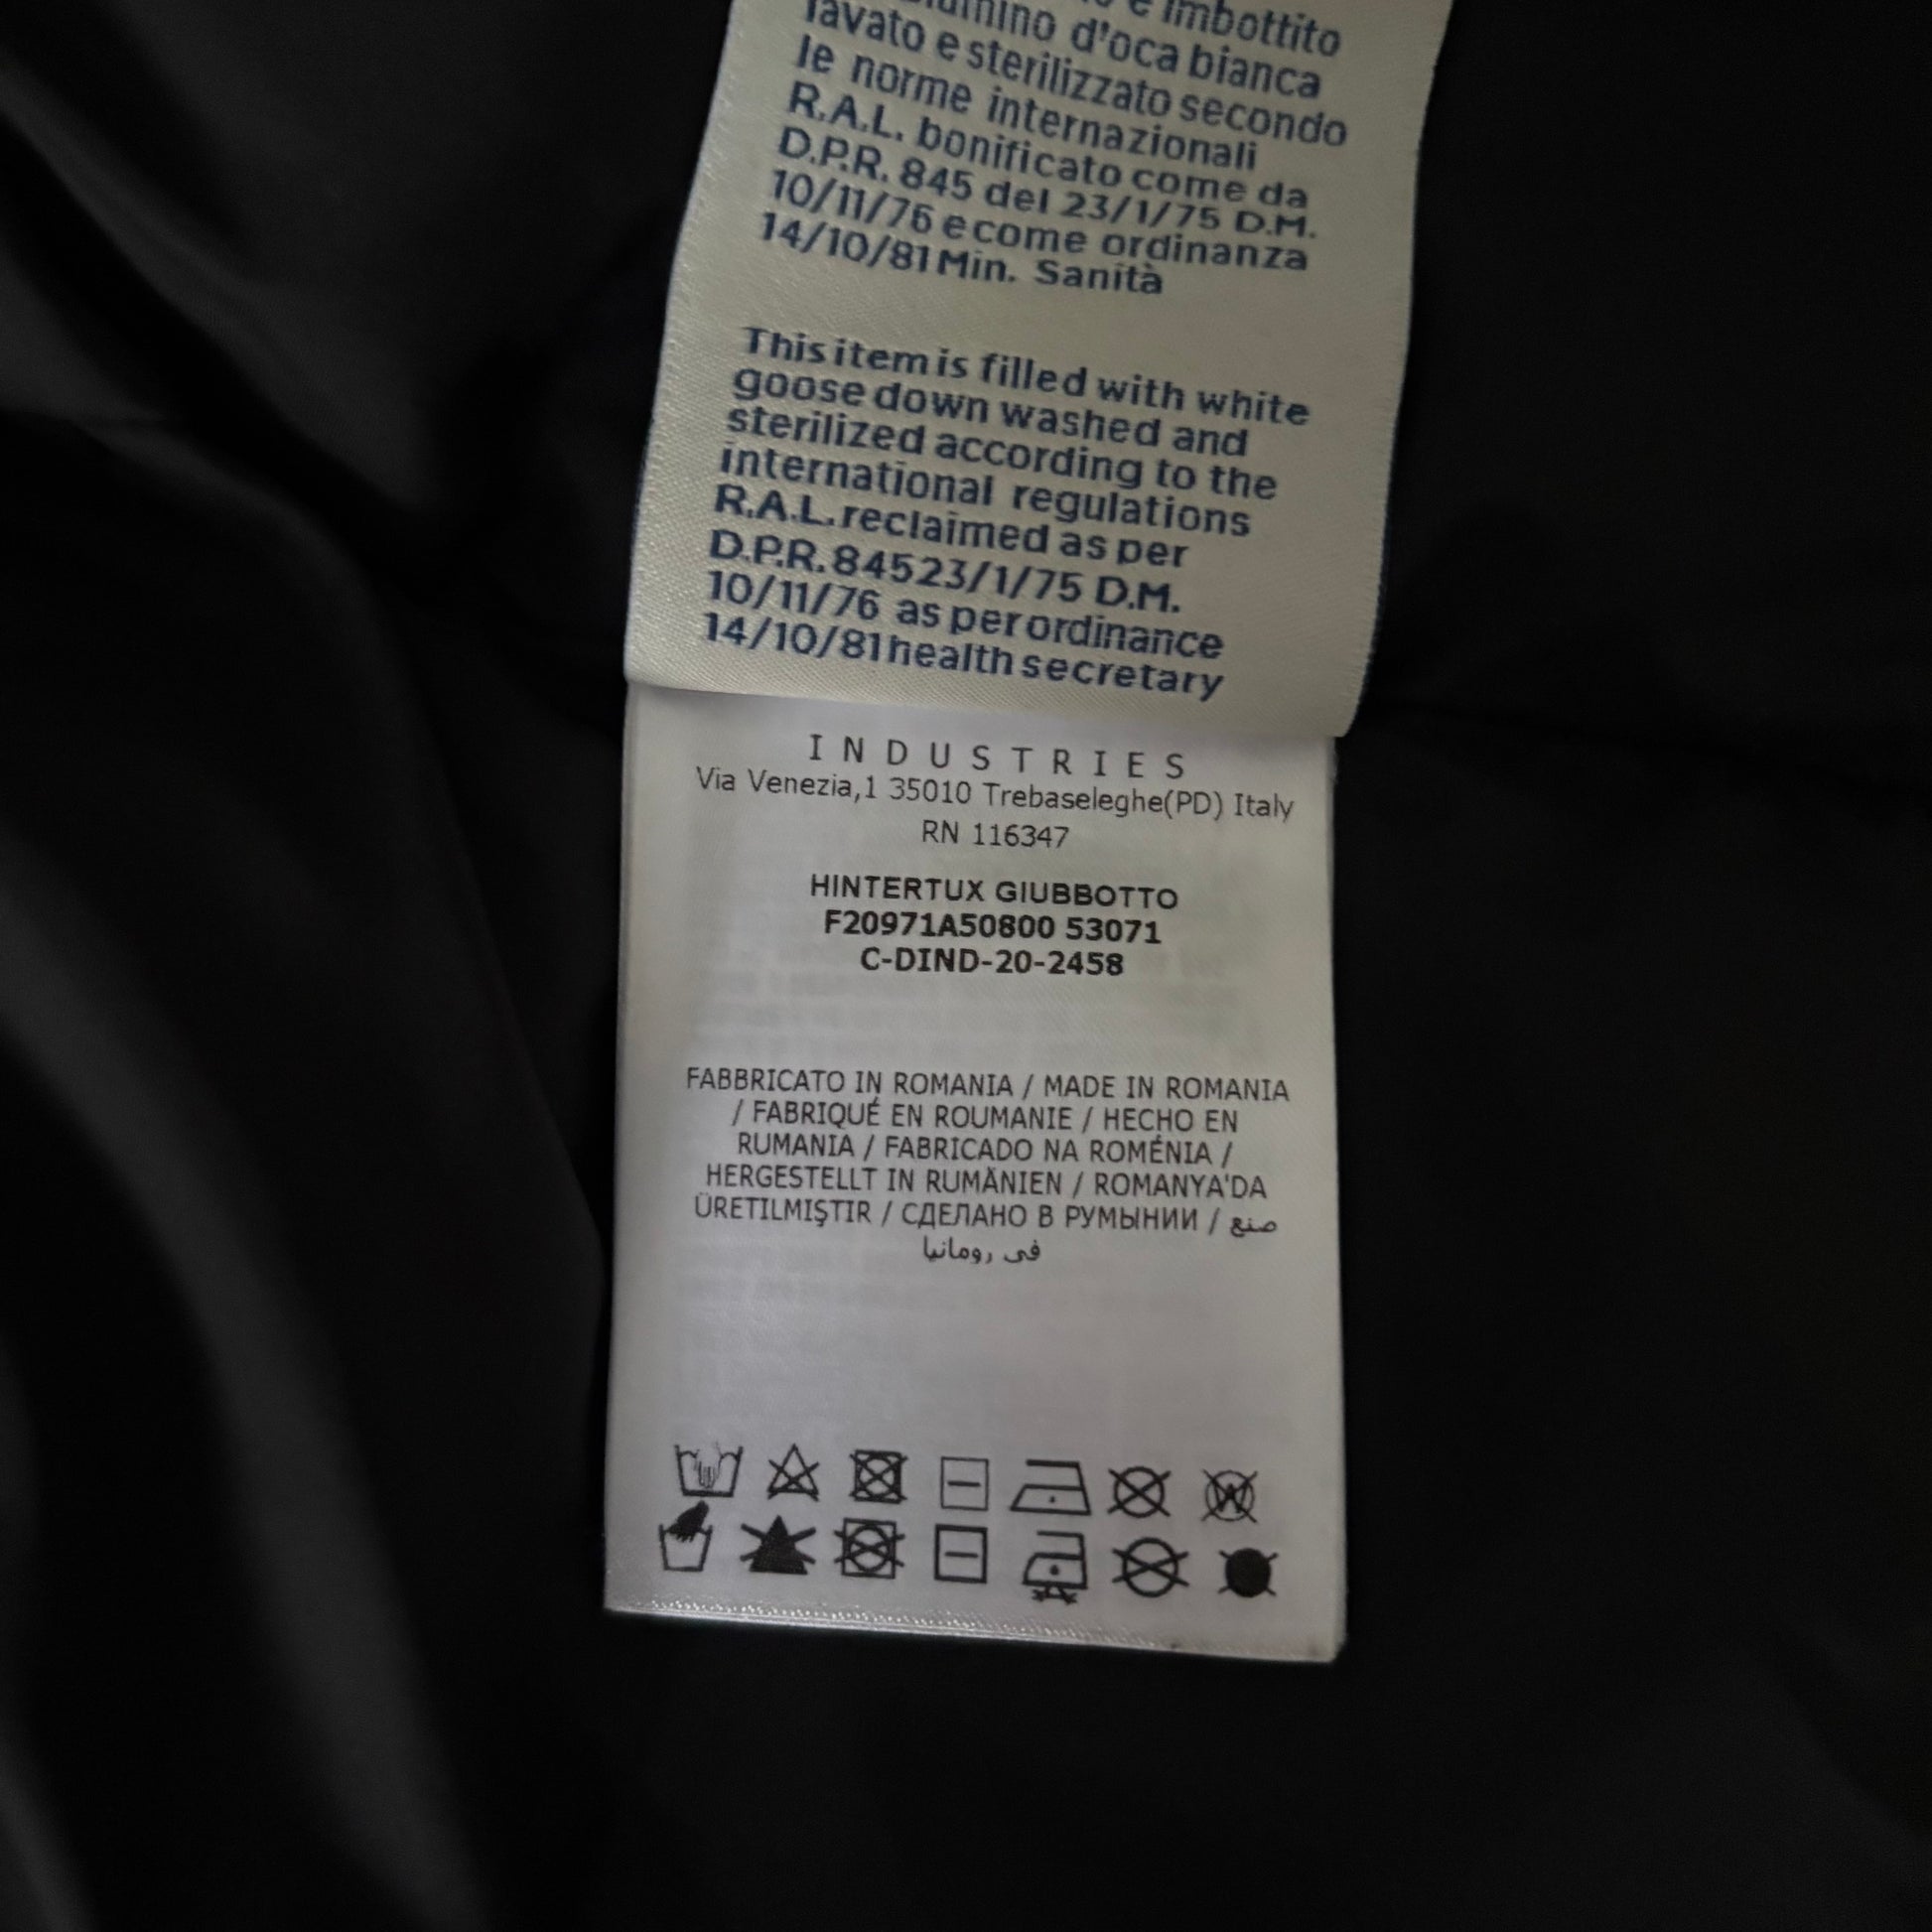 e imbottito
d'oca bianca
lavato e sterilizzato secondo
le norme internazionali
R.A.L. bonificato come da
D.P.R. 845 del 23/1/75 D.M.
10/11/76 e come ordinanza
14/10/81 Min. Sanità
This item is filled with white
goose down washed and
sterilized according to the
international regulations
R.A.L. reclaimed as per
D.P.R. 84523/1/75 D.M.
10/11/76 as per ordinance
14/10/81 health secretary
INDUSTRIES
Via Venezia,1 35010 Trebaseleghe(PD) Italy
RN 116347
HINTERTUX GIUBBOTTO
F20971A50800 53071
C-DIND-20-2458
FABBRICATO IN ROMANIA / MADE IN ROMANIA
/ FABRIQUÉ EN ROUMANIE / HECHO EN
RUMANIA / FABRICADO NA ROMÉNIA /
HERGESTELLT IN RUMÄNIEN / ROMANYA'DA
ÜRETILMIŞTIR / СДЕЛАНО В РУМЫНИИ / صنع
فى رومانيا
W